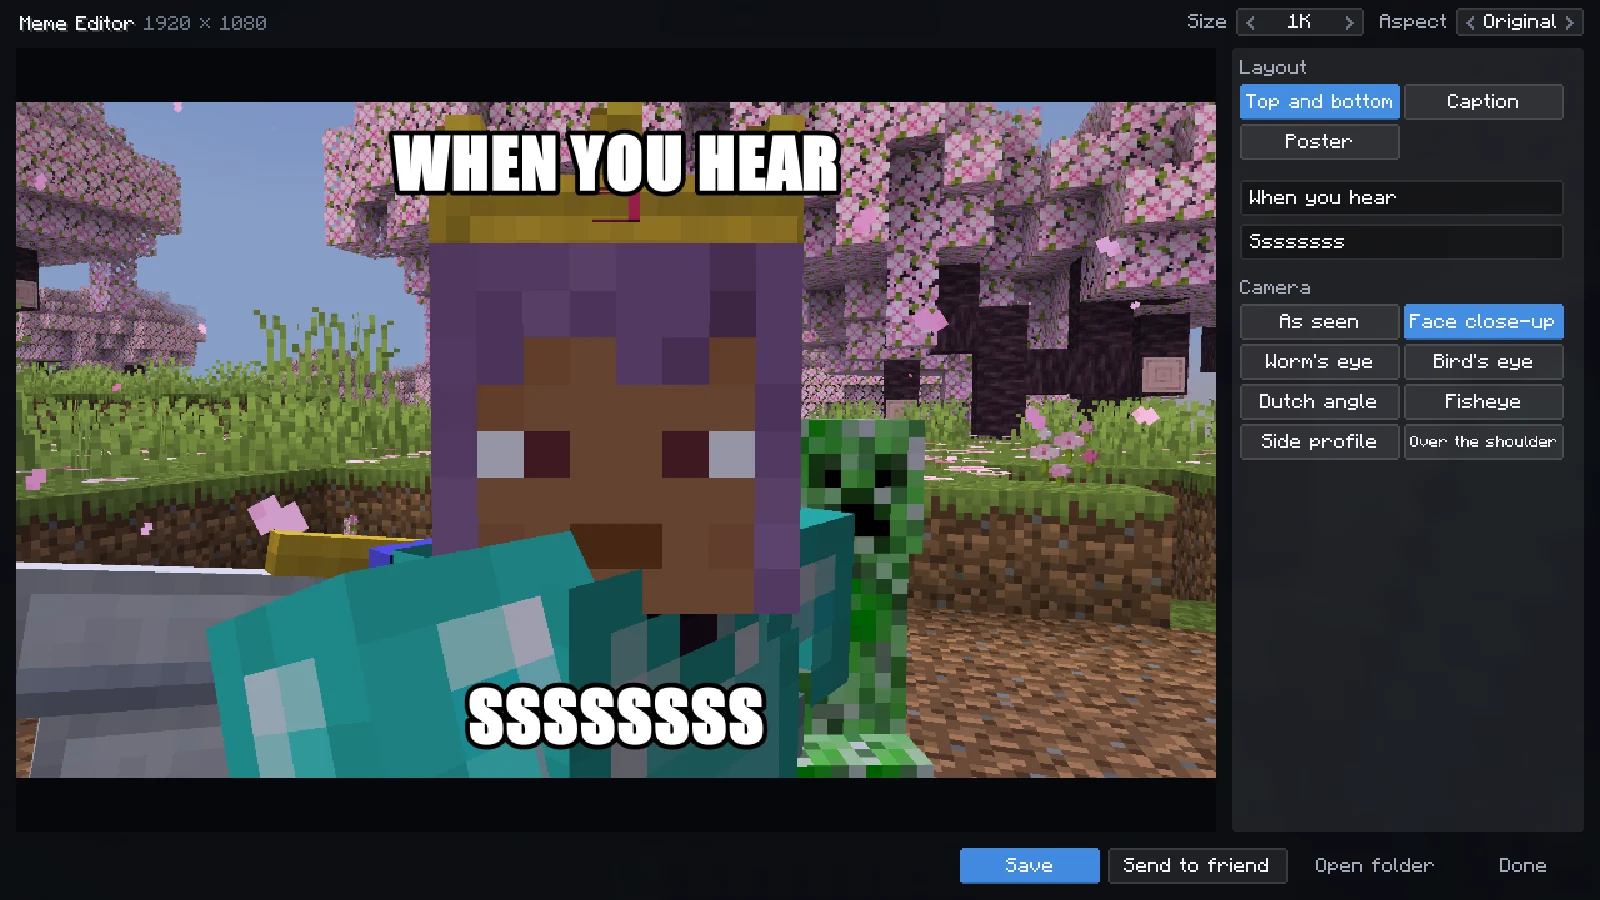 Meme Editor 1920 × 1080
Size < 1K > Aspect < Original >
Layout
Top and bottom Caption
Poster
When you hear
Ssssssss
Camera
As seen Face close-up
Worm's eye Bird's eye
Dutch angle Fisheye
Side profile Over the shoulder
WHEN YOU HEAR
SSSSSSSS
Save Send to friend Open folder Done